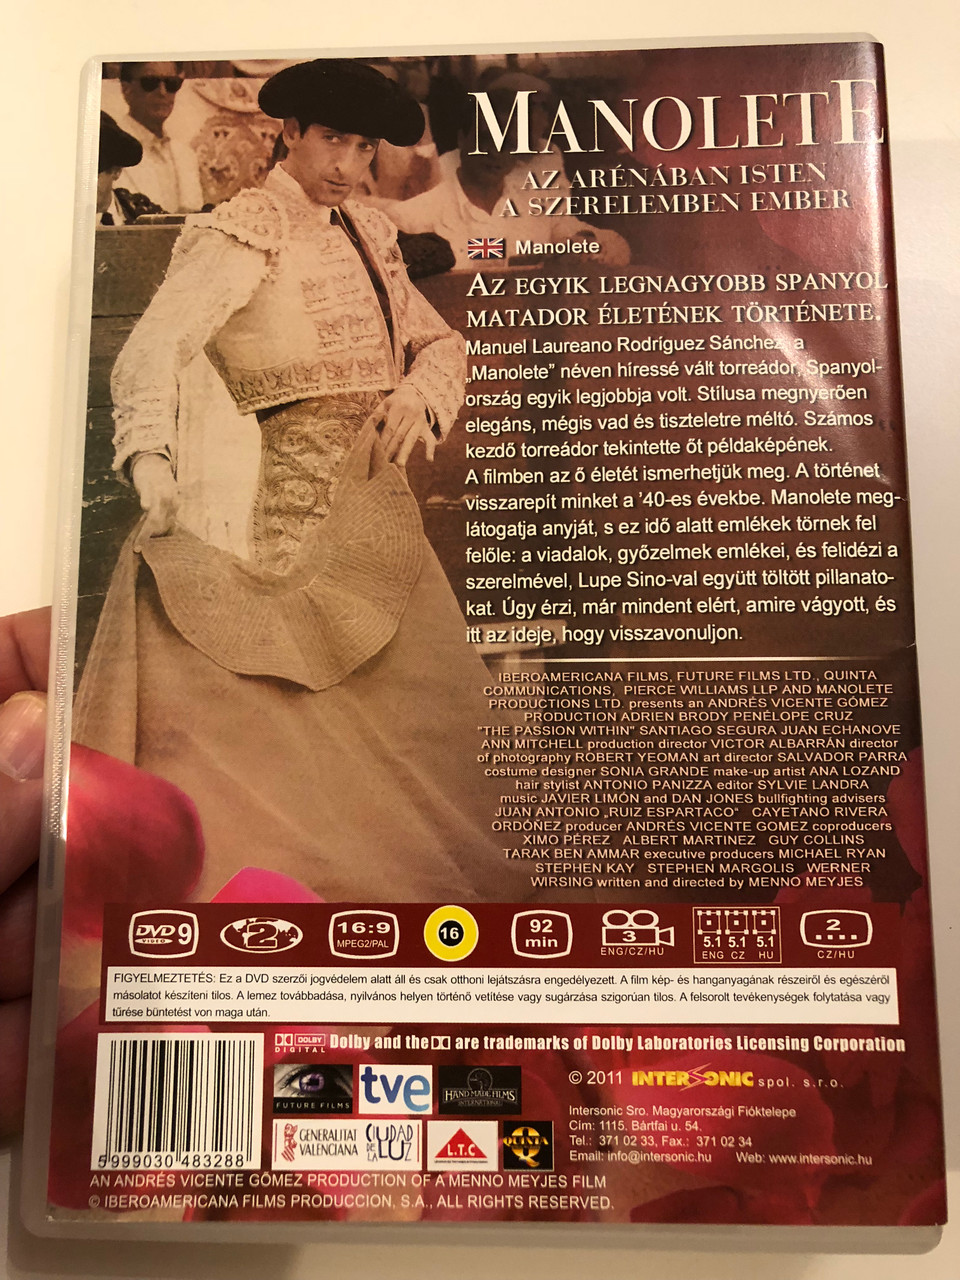 MANOLETE
AZ ARÉNÁBAN ISTEN
A SZERELEMBEN EMBER
Manolete
AZ EGYIK LEGNAGYOBB SPANYOL
MATADOR ÉLETÉNEK TÖRTÉNETE.
Manuel Laureano Rodríguez Sánchez, a
„Manolete” néven híressé vált torreádor, Spanyol-
ország egyik legjobbja volt. Stílusa megnyerően
elegáns, mégis vad és tiszteletre méltó. Számos
kezdő torreádor tekintette őt példaképének.
A filmben az ő életét ismerhetjük meg. A történet
visszarepít minket a ’40-es évekbe. Manolete meg-
látogatja anyját, s ez idő alatt emlékek törnek fel
felőle: a viadalok, győzelmek emlékei, és felidézi a
szerelmével, Lupe Sino-val együtt töltött pillanato-
kat. Úgy érzi, már mindent elért, amire vágyott, és
itt az ideje, hogy visszavonuljon.
IBEROAMERICANA FILMS, FUTURE FILMS LTD., QUINTA
COMMUNICATIONS, PIERCE WILLIAMS LLP AND MANOLETE
PRODUCTIONS LTD. presents an ANDRÉS VICENTE GÓMEZ
PRODUCTION ADRIEN BRODY PENÉLOPE CRUZ
"THE PASSION WITHIN" SANTIAGO SEGURA JUAN ECHANOVE
ANN MITCHELL production director VICTOR ALBARRÁN director
of photography ROBERT YEOMAN art director SALVADOR PARRA
costume designer SONIA GRANDE make-up artist ANA LOZAND
hair stylist ANTONIO PANIZZA editor SYLVIE LANDRA
music JAVIER LIMÓN and DAN JONES bullfighting advisers
JUAN ANTONIO „RUIZ ESPARTACO” CAYETANO RIVERA
ORDÓÑEZ producer ANDRÉS VICENTE GOMEZ coproducers
XIMO PÉREZ ALBERT MARTINEZ GUY COLLINS
TARAK BEN AMMAR executive producers MICHAEL RYAN
STEPHEN KAY STEPHEN MARGOLIS WERNER
WIRSING written and directed by MENNO MEYJES
DVD 9 VIDEO
2
16:9
MPEG2/PAL
16
92
min
3
ENG/CZ/HU
5.1 5.1 5.1
ENG CZ HU
2
CZ/HU
FIGYELMEZTETÉS: Ez a DVD szerzői jogvédelem alatt áll és csak otthoni lejátszásra engedélyezett. A film kép- és hanganyagának részeiről és egészéről
másolatot készíteni tilos. A lemez továbbadása, nyilvános helyen történő vetítése vagy sugárzása szigorúan tilos. A felsorolt tevékenységek folytatása vagy
tűrése büntetést von maga után.
DOLBY DIGITAL Dolby and the are trademarks of Dolby Laboratories Licensing Corporation
FUTURE FILMS
tve
HAND MADE FILMS
INTERNATIONAL
© 2011 INTERSONIC spol. s.r.o.
GENERALITAT
VALENCIANA
CIUDAD
DE LA
LUZ
L.T.C
QUINTA
Intersonic Sro. Magyarországi Fióktelepe
Cím: 1115. Bártfai u. 54.
Tel.: 371 02 33, Fax.: 371 02 34
Email: info@intersonic.hu Web: www.intersonic.hu
5 999030 483288
AN ANDRÉS VICENTE GÓMEZ PRODUCTION OF A MENNO MEYJES FILM
© IBEROAMERICANA FILMS PRODUCCION, S.A., ALL RIGHTS RESERVED.